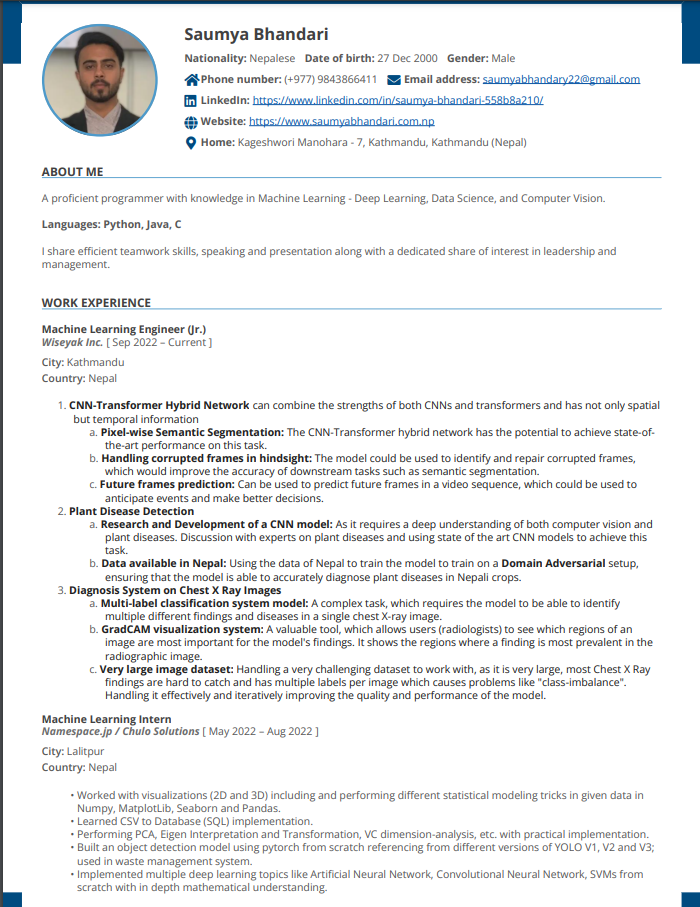 Saumya Bhandari
Nationality: Nepalese Date of birth: 27 Dec 2000 Gender: Male
Phone number: (+977) 9843866411 Email address: saumyabhandary22@gmail.com
LinkedIn: https://www.linkedin.com/in/saumya-bhandari-558b8a210/
Website: https://www.saumyabhandari.com.np
Home: Kageshwori Manohara - 7, Kathmandu, Kathmandu (Nepal)
ABOUT ME
A proficient programmer with knowledge in Machine Learning - Deep Learning, Data Science, and Computer Vision.
Languages: Python, Java, C
I share efficient teamwork skills, speaking and presentation along with a dedicated share of interest in leadership and
management.
WORK EXPERIENCE
Machine Learning Engineer (Jr.)
Wiseyak Inc. [ Sep 2022 – Current ]
City: Kathmandu
Country: Nepal
1. CNN-Transformer Hybrid Network can combine the strengths of both CNNs and transformers and has not only spatial
but temporal information
a. Pixel-wise Semantic Segmentation: The CNN-Transformer hybrid network has the potential to achieve state-of-
the-art performance on this task.
b. Handling corrupted frames in hindsight: The model could be used to identify and repair corrupted frames,
which would improve the accuracy of downstream tasks such as semantic segmentation.
c. Future frames prediction: Can be used to predict future frames in a video sequence, which could be used to
anticipate events and make better decisions.
2. Plant Disease Detection
a. Research and Development of a CNN model: As it requires a deep understanding of both computer vision and
plant diseases. Discussion with experts on plant diseases and using state of the art CNN models to achieve this
task.
b. Data available in Nepal: Using the data of Nepal to train the model to train on a Domain Adversarial setup,
ensuring that the model is able to accurately diagnose plant diseases in Nepali crops.
3. Diagnosis System on Chest X Ray Images
a. Multi-label classification system model: A complex task, which requires the model to be able to identify
multiple different findings and diseases in a single chest X-ray image.
b. GradCAM visualization system: A valuable tool, which allows users (radiologists) to see which regions of an
image are most important for the model's findings. It shows the regions where a finding is most prevalent in the
radiographic image.
c. Very large image dataset: Handling a very challenging dataset to work with, as it is very large, most Chest X Ray
findings are hard to catch and has multiple labels per image which causes problems like "class-imbalance".
Handling it effectively and iteratively improving the quality and performance of the model.
Machine Learning Intern
Namespace.jp / Chulo Solutions [ May 2022 – Aug 2022 ]
City: Lalitpur
Country: Nepal
• Worked with visualizations (2D and 3D) including and performing different statistical modeling tricks in given data in
Numpy, MatplotLib, Seaborn and Pandas.
• Learned CSV to Database (SQL) implementation.
• Performing PCA, Eigen Interpretation and Transformation, VC dimension-analysis, etc. with practical implementation.
• Built an object detection model using pytorch from scratch referencing from different versions of YOLO V1, V2 and V3;
used in waste management system.
• Implemented multiple deep learning topics like Artificial Neural Network, Convolutional Neural Network, SVMs from
scratch with in depth mathematical understanding.